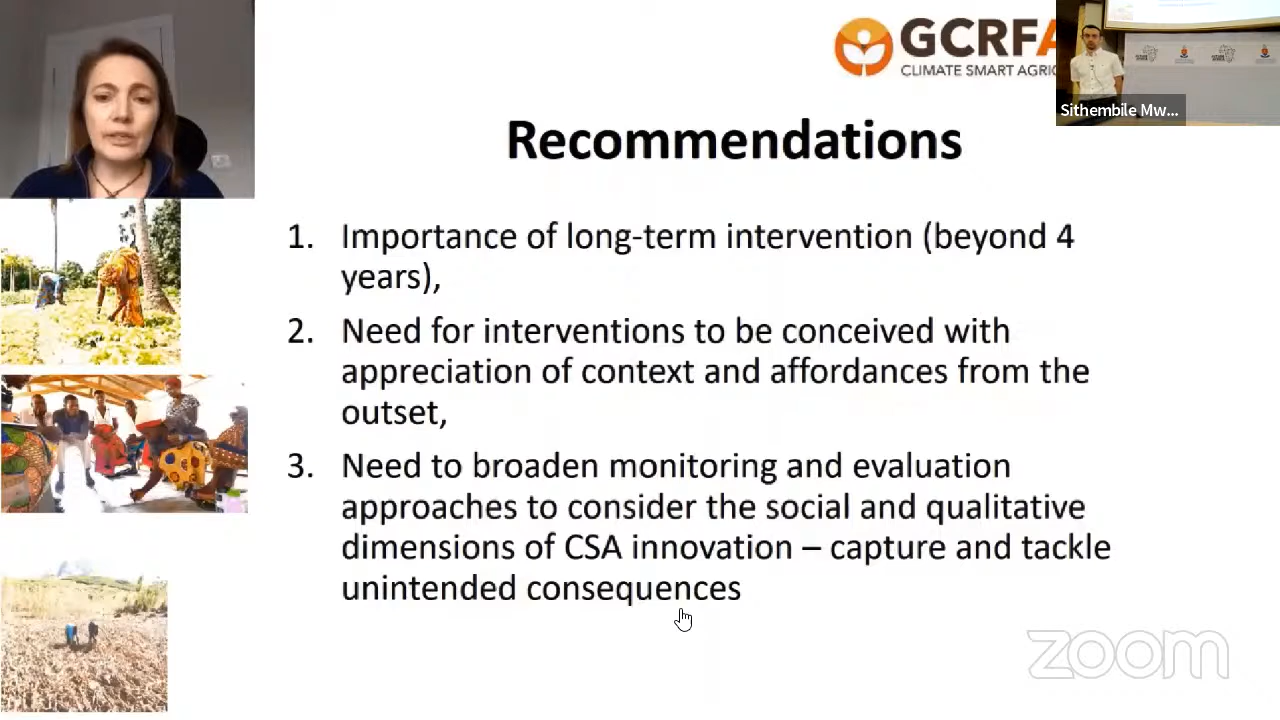 GCRFA
CLIMATE SMART AGRIC
Sithembile Mw...
Recommendations
1. Importance of long-term intervention (beyond 4
years),
2. Need for interventions to be conceived with
appreciation of context and affordances from the
outset,
3. Need to broaden monitoring and evaluation
approaches to consider the social and qualitative
dimensions of CSA innovation – capture and tackle
unintended consequences
zoom